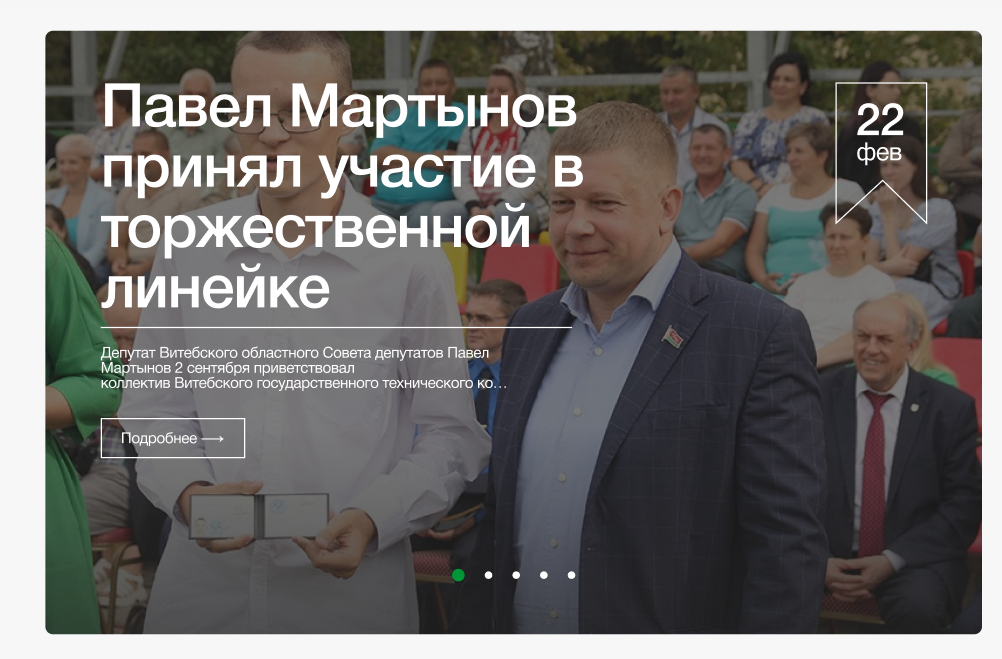 Павел Мартынов
принял участие в
торжественной
линейке
22
фев
Депутат Витебского областного Совета депутатов Павел
Мартынов 2 сентября приветствовал
коллектив Витебского государственного технического ко...
Подробнее →